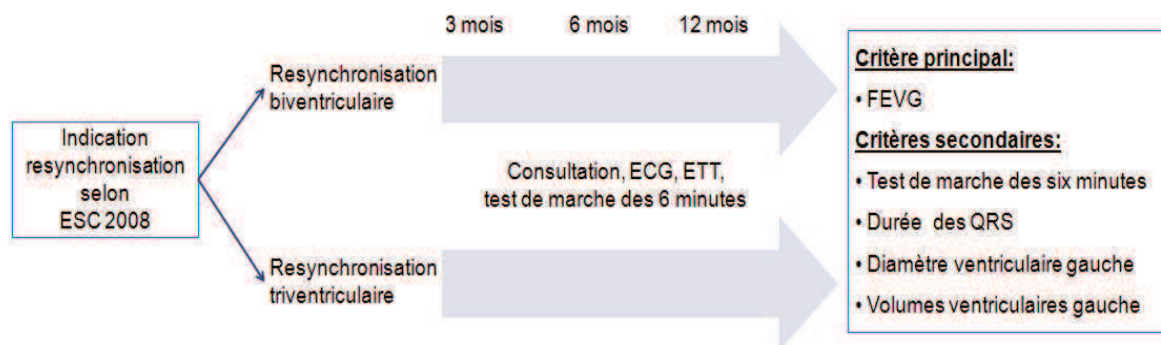 Indication
resynchronisation
selon
ESC 2008
Resynchronisation
biventriculaire
Resynchronisation
triventriculaire
3 mois 6 mois 12 mois
Consultation, ECG, ETT,
test de marche des 6 minutes
Critère principal:
• FEVG
Critères secondaires:
• Test de marche des six minutes
• Durée des QRS
• Diamètre ventriculaire gauche
• Volumes ventriculaires gauche